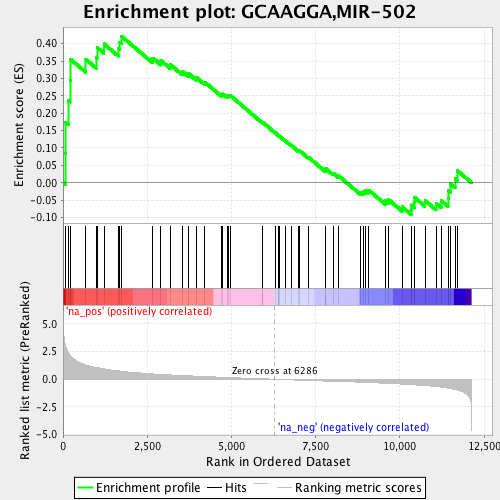 Enrichment plot: GCAAGGA,MIR-502
Enrichment score (ES)
0.40
0.35
0.30
0.25
0.20
0.15
0.10
0.05
0.00
-0.05
-0.10
'na_pos' (positively correlated)
Ranked list metric (PreRanked)
5.0
2.5
0.0
-2.5
-5.0
Zero cross at 6286
'na_neg' (negatively correlated)
0 2,500 5,000 7,500 10,000 12,500
Rank in Ordered Dataset
Enrichment profile Hits Ranking metric scores